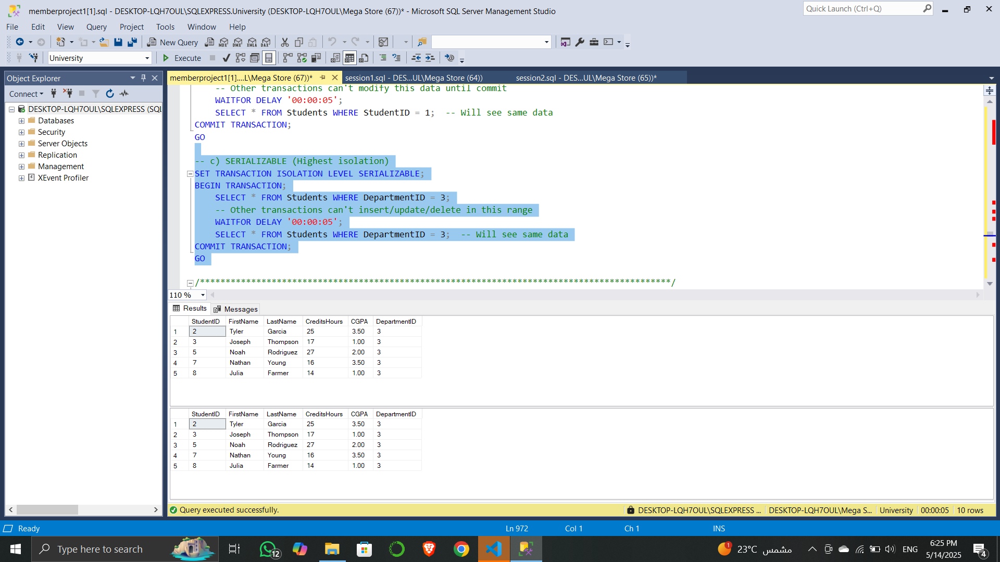 memberproject1[1].sql - DESKTOP-LQH7OUL\SQLEXPRESS.University (DESKTOP-LQH7OUL\Mega Store (67))* - Microsoft SQL Server Management Studio
Quick Launch (Ctrl+Q)
File Edit View Query Project Tools Window Help
New Query MDX DMX XMLA DAX
University Execute
Object Explorer
memberproject1[1]....L\Mega Store (67))* session1.sql - DES...UL\Mega Store (64)) session2.sql - DES...UL\Mega Store (65))*
Connect
DESKTOP-LQH7OUL\SQLEXPRESS (SQL
Databases
Security
Server Objects
Replication
Management
XEvent Profiler
-- Other transactions can't modify this data until commit
WAITFOR DELAY '00:00:05';
SELECT * FROM Students WHERE StudentID = 1;  -- Will see same data
COMMIT TRANSACTION;
GO
-- c) SERIALIZABLE (Highest isolation)
SET TRANSACTION ISOLATION LEVEL SERIALIZABLE;
BEGIN TRANSACTION;
SELECT * FROM Students WHERE DepartmentID = 3;
-- Other transactions can't insert/update/delete in this range
WAITFOR DELAY '00:00:05';
SELECT * FROM Students WHERE DepartmentID = 3;  -- Will see same data
COMMIT TRANSACTION;
GO
/********************************************************************************************/
110 %
Results Messages
StudentID FirstName LastName CreditsHours CGPA DepartmentID
1 2 Tyler Garcia 25 3.50 3
2 3 Joseph Thompson 17 1.00 3
3 5 Noah Rodriguez 27 2.00 3
4 7 Nathan Young 16 3.50 3
5 8 Julia Farmer 14 1.00 3
StudentID FirstName LastName CreditsHours CGPA DepartmentID
1 2 Tyler Garcia 25 3.50 3
2 3 Joseph Thompson 17 1.00 3
3 5 Noah Rodriguez 27 2.00 3
4 7 Nathan Young 16 3.50 3
5 8 Julia Farmer 14 1.00 3
Query executed successfully. DESKTOP-LQH7OUL\SQLEXPRESS ... DESKTOP-LQH7OUL\Mega S... University 00:00:05 10 rows
Ready Ln 972 Col 1 Ch 1 INS
Type here to search 12 1 23°C مشمس ENG 6:25 PM
5/14/2025 4